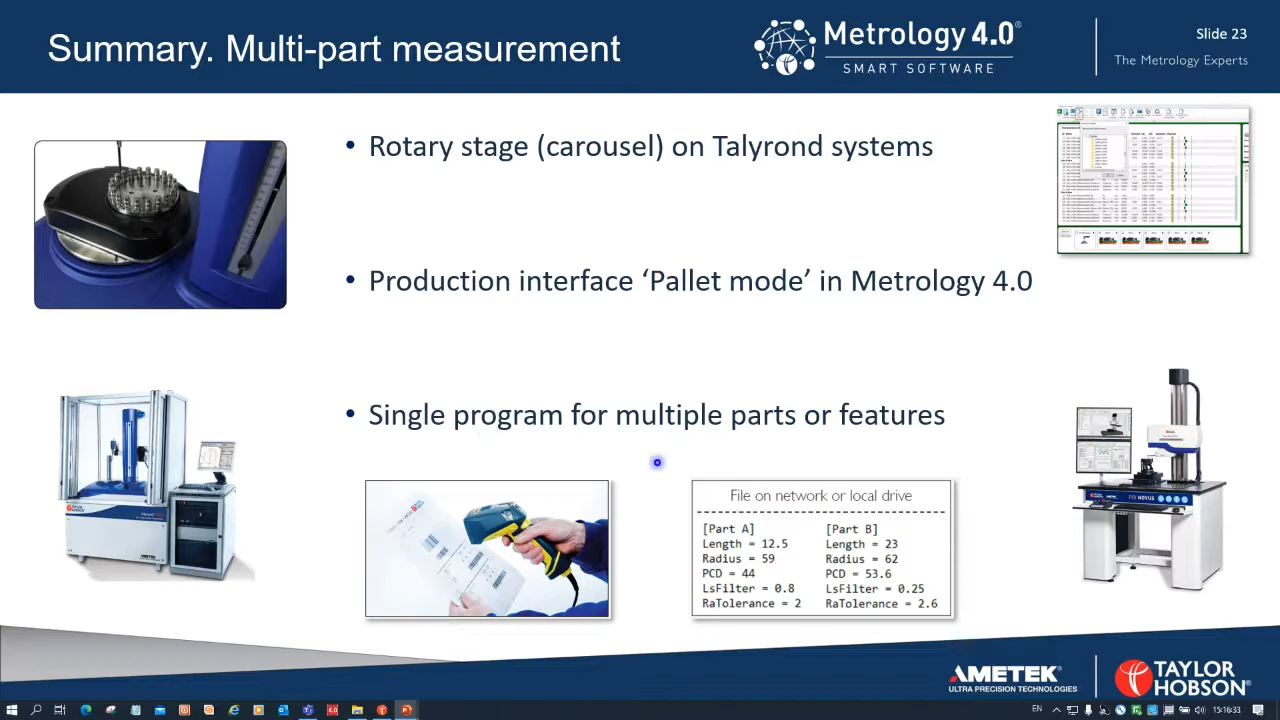 Summary. Multi-part measurement
Metrology 4.0®
SMART SOFTWARE
Slide 23
The Metrology Experts
• Rotary stage (carousel) on Talyrond systems
• Production interface ‘Pallet mode’ in Metrology 4.0
• Single program for multiple parts or features
File on network or local drive
[Part A]
Length = 12.5
Radius = 59
PCD = 44
LsFilter = 0.8
RaTolerance = 2
[Part B]
Length = 23
Radius = 62
PCD = 53.6
LsFilter = 0.25
RaTolerance = 2.6
AMETEK
PGI NOVUS
AMETEK®
ULTRA PRECISION TECHNOLOGIES
TAYLOR
HOBSON®
EN
15:16:33